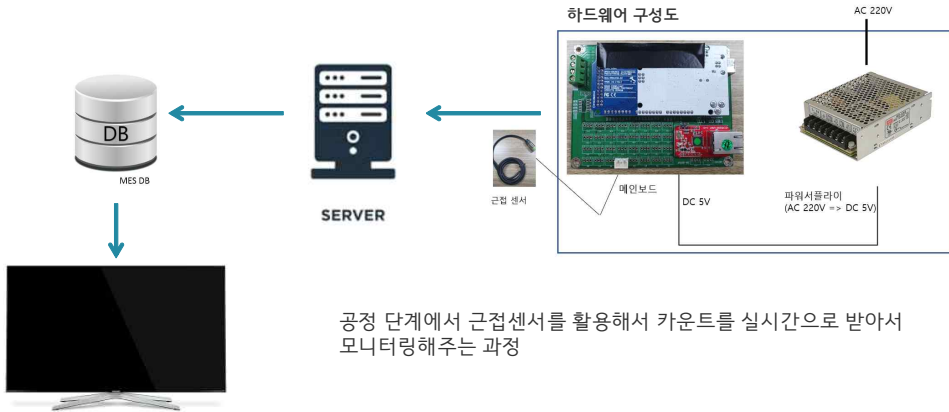 하드웨어 구성도
AC 220V
DB
MES DB
SERVER
근접 센서
메인보드
DC 5V
파워서플라이
(AC 220V => DC 5V)
공정 단계에서 근접센서를 활용해서 카운트를 실시간으로 받아서
모니터링해주는 과정